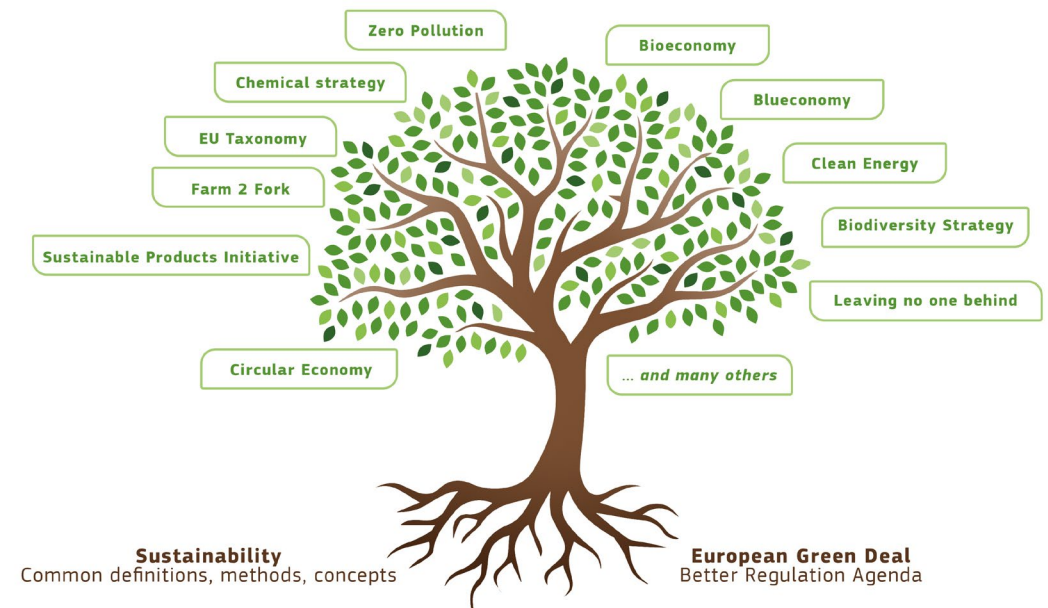 Zero Pollution
Bioeconomy
Chemical strategy
Blueconomy
EU Taxonomy
Clean Energy
Farm 2 Fork
Biodiversity Strategy
Sustainable Products Initiative
Leaving no one behind
Circular Economy
... and many others
Sustainability
Common definitions, methods, concepts
European Green Deal
Better Regulation Agenda